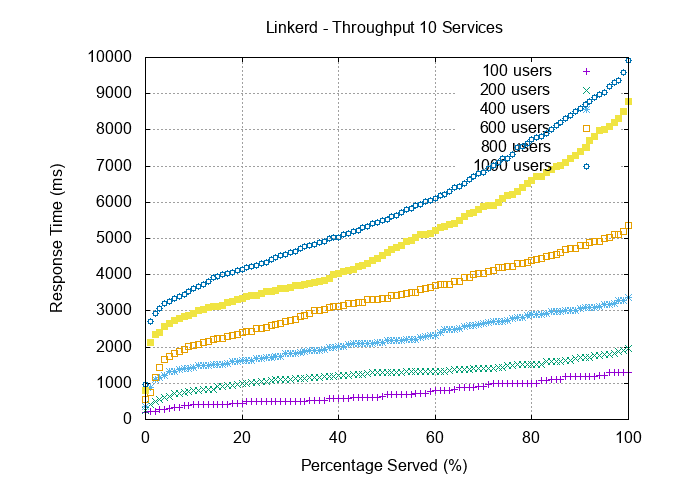 Linkerd - Throughput 10 Services
10000
9000
8000
7000
6000
5000
4000
3000
2000
1000
0
Response Time (ms)
100 users
200 users
400 users
600 users
800 users
1000 users
0 20 40 60 80 100
Percentage Served (%)